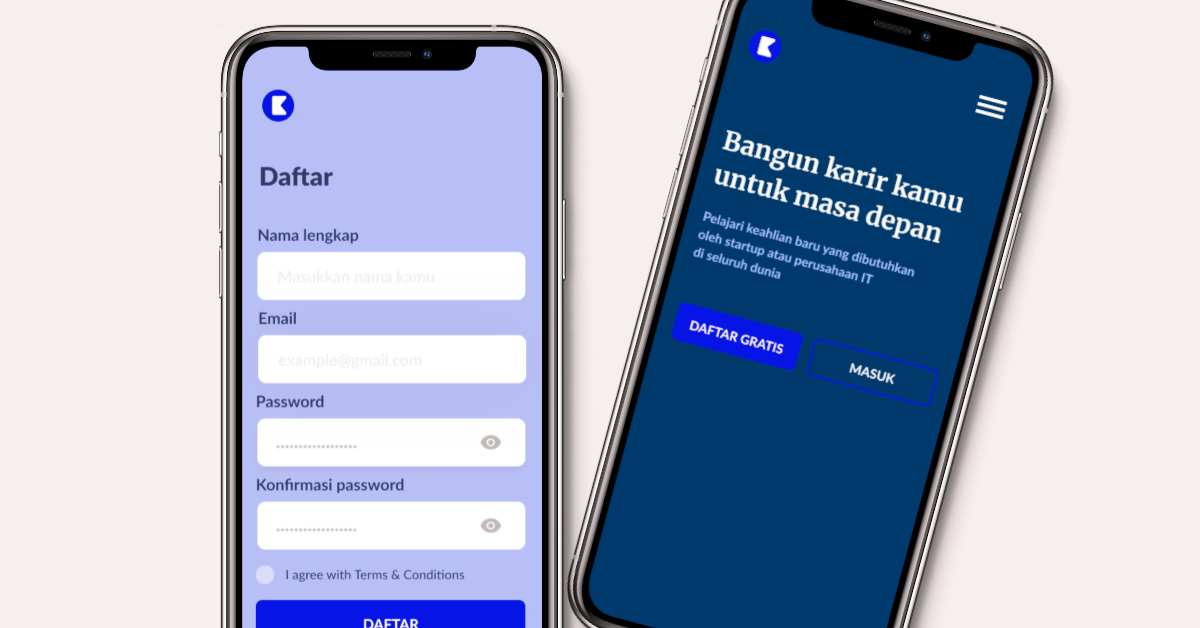 Daftar
Nama lengkap
Masukkan nama kamu
Email
example@gmail.com
Password
Konfirmasi password
I agree with Terms & Conditions
DAFTAR
Bangun karir kamu
untuk masa depan
Pelajari keahlian baru yang dibutuhkan
oleh startup atau perusahaan IT
di seluruh dunia
DAFTAR GRATIS
MASUK